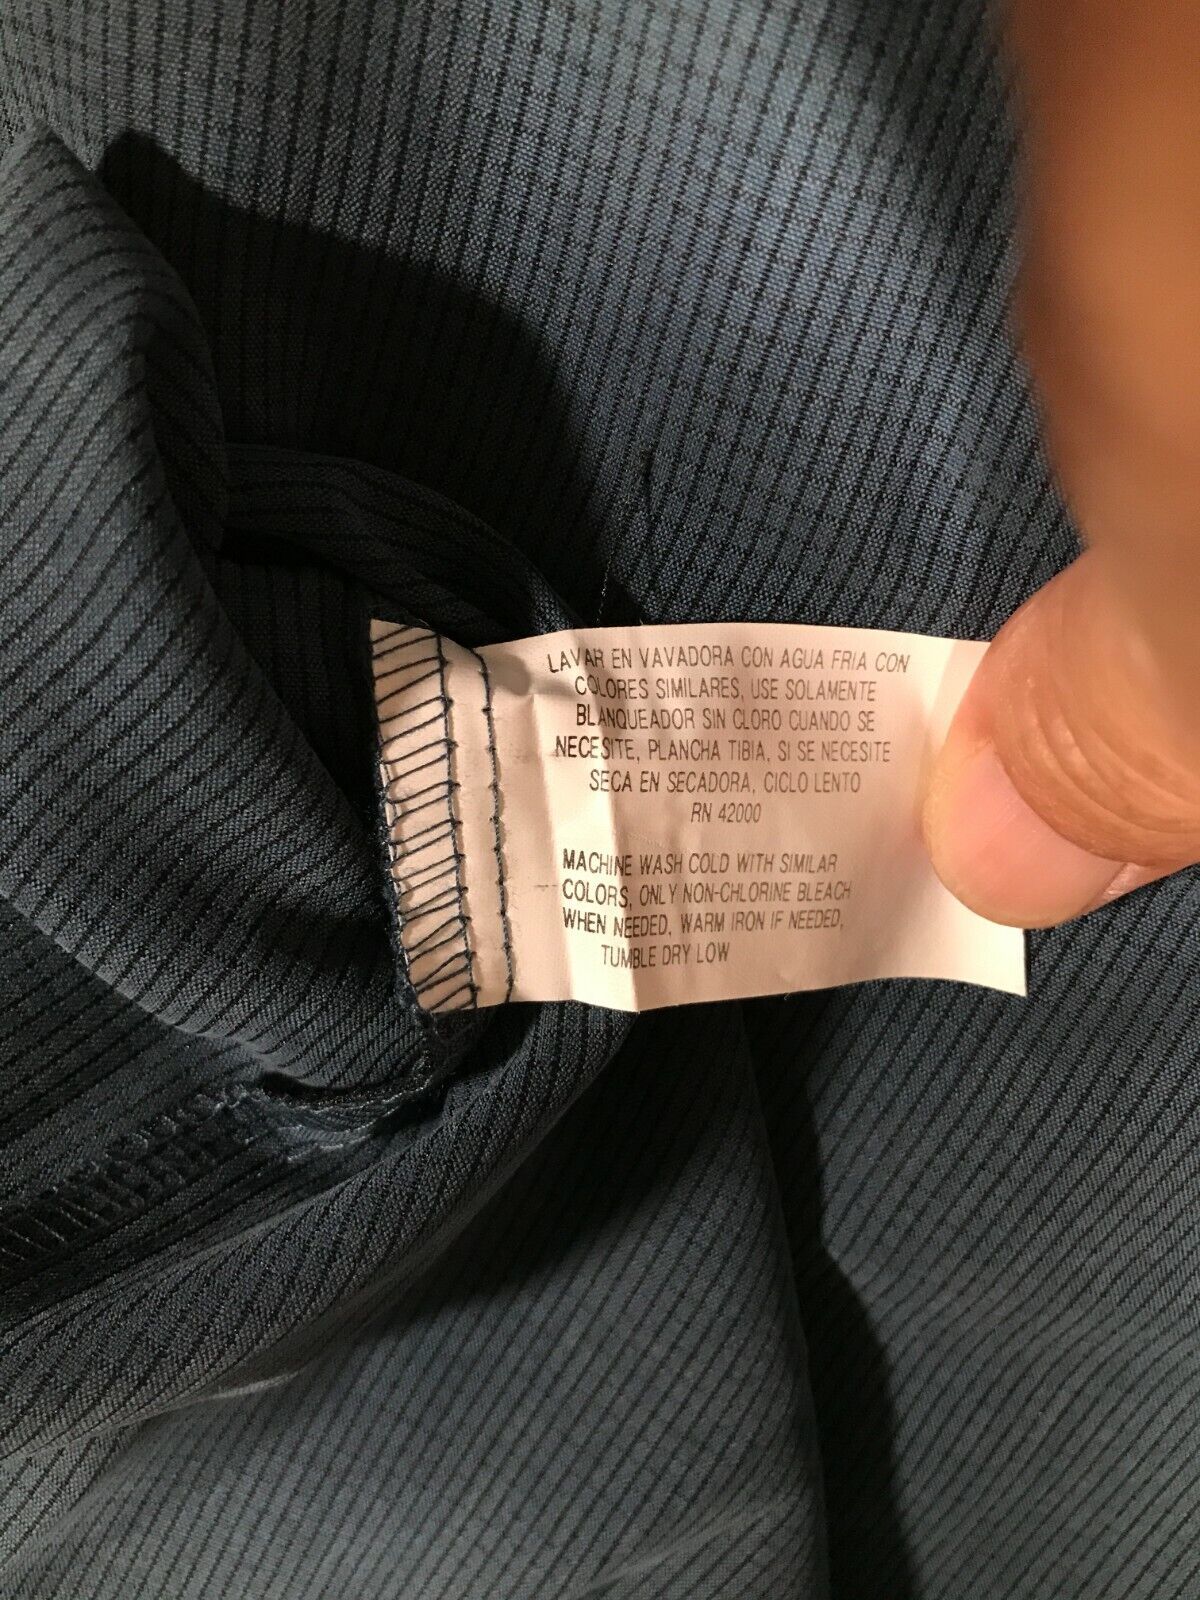 LAVAR EN VAVADORA CON AGUA FRIA CON
COLORES SIMILARES, USE SOLAMENTE
BLANQUEADOR SIN CLORO CUANDO SE
NECESITE, PLANCHA TIBIA, SI SE NECESITE
SECA EN SECADORA, CICLO LENTO
RN 42000
MACHINE WASH COLD WITH SIMILAR
COLORS, ONLY NON-CHLORINE BLEACH
WHEN NEEDED, WARM IRON IF NEEDED,
TUMBLE DRY LOW